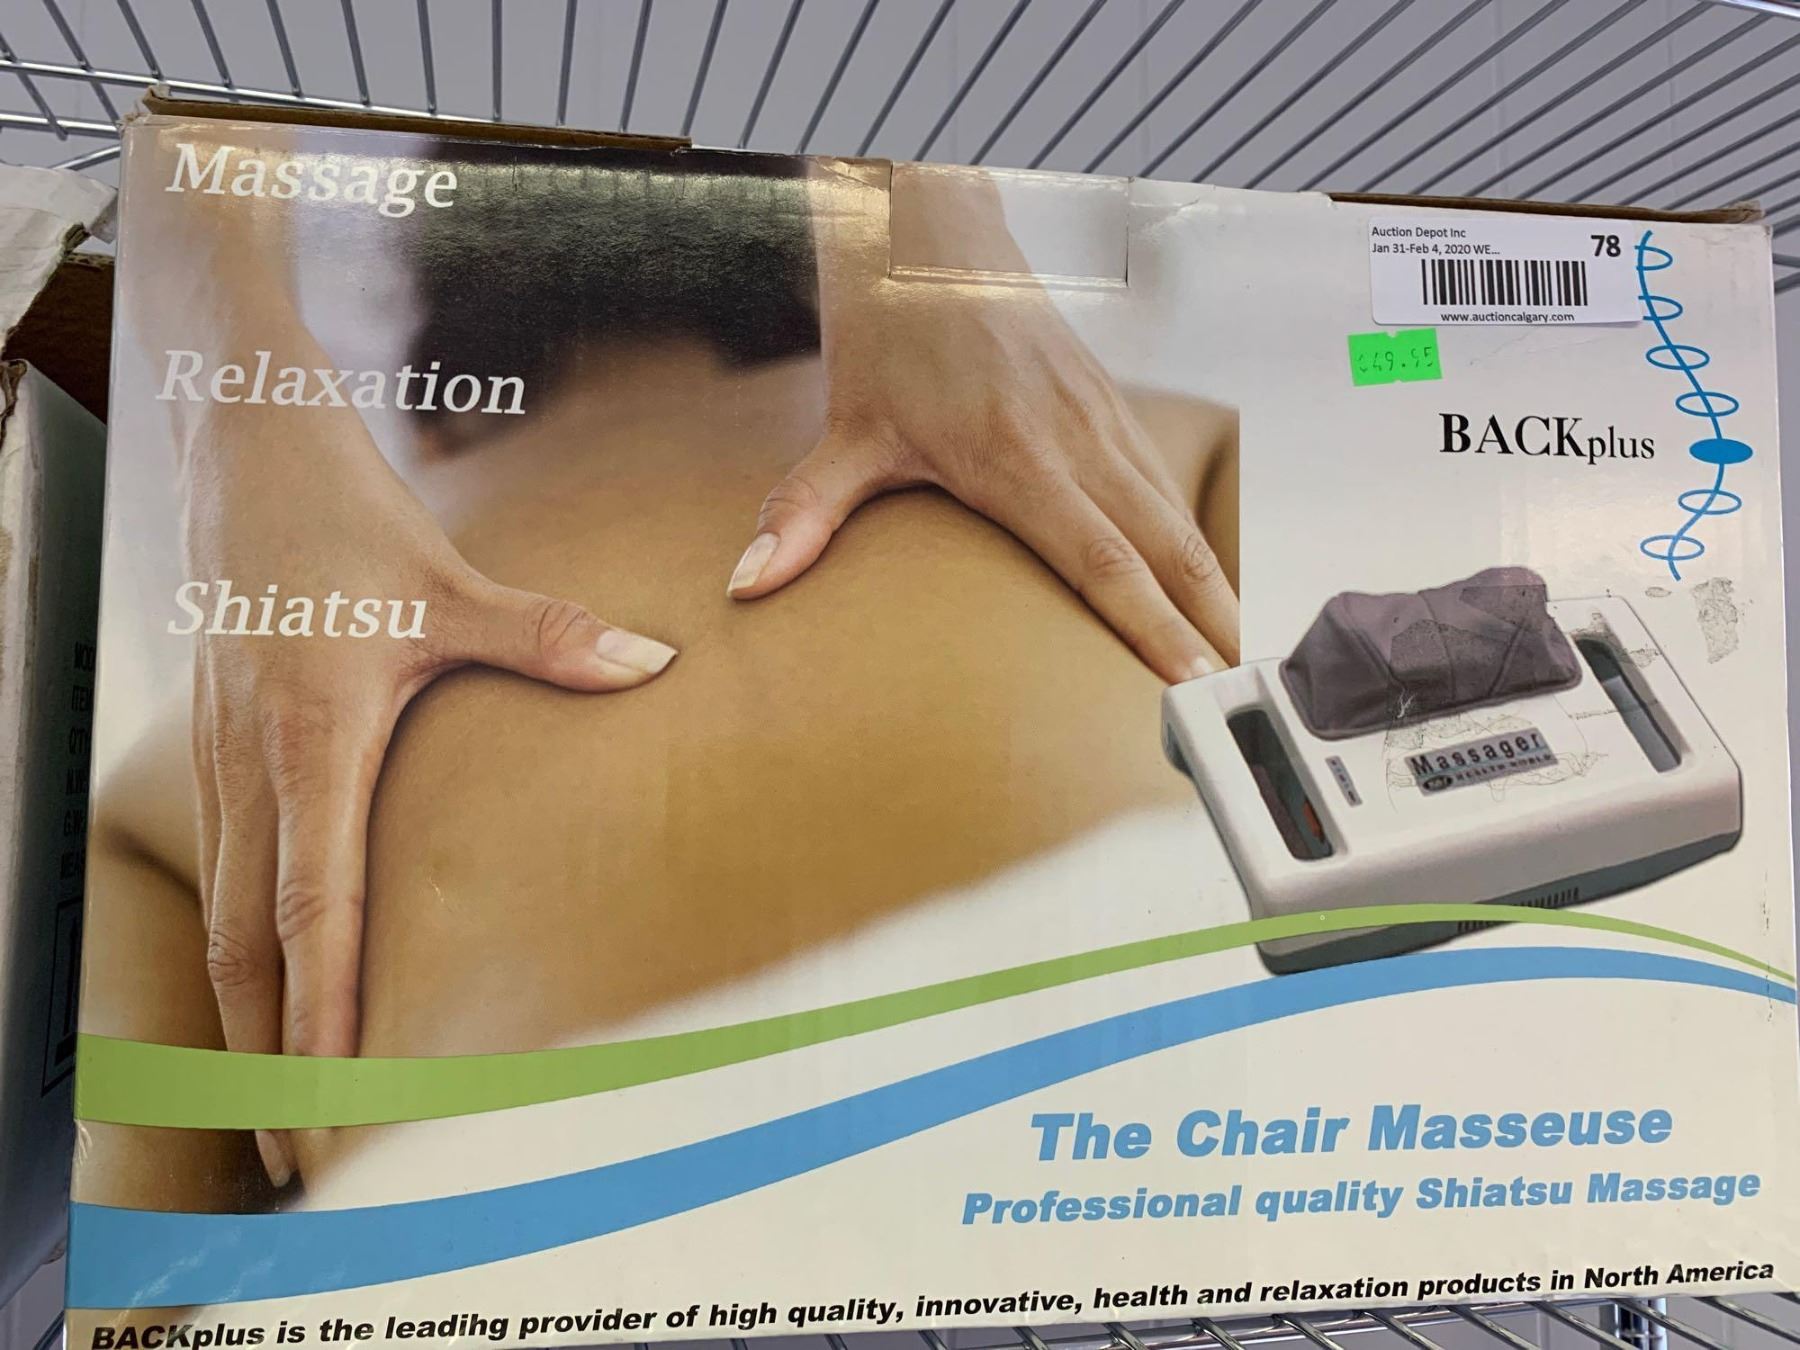 Massage
Relaxation
Shiatsu
Auction Depot Inc
Jan 31-Feb 4, 2020 WE...
78
www.auctioncalgary.com
BACKplus
Massager
HEALTH WORLD
The Chair Masseuse
Professional quality Shiatsu Massage
BACKplus is the leadihg provider of high quality, innovative, health and relaxation products in North America